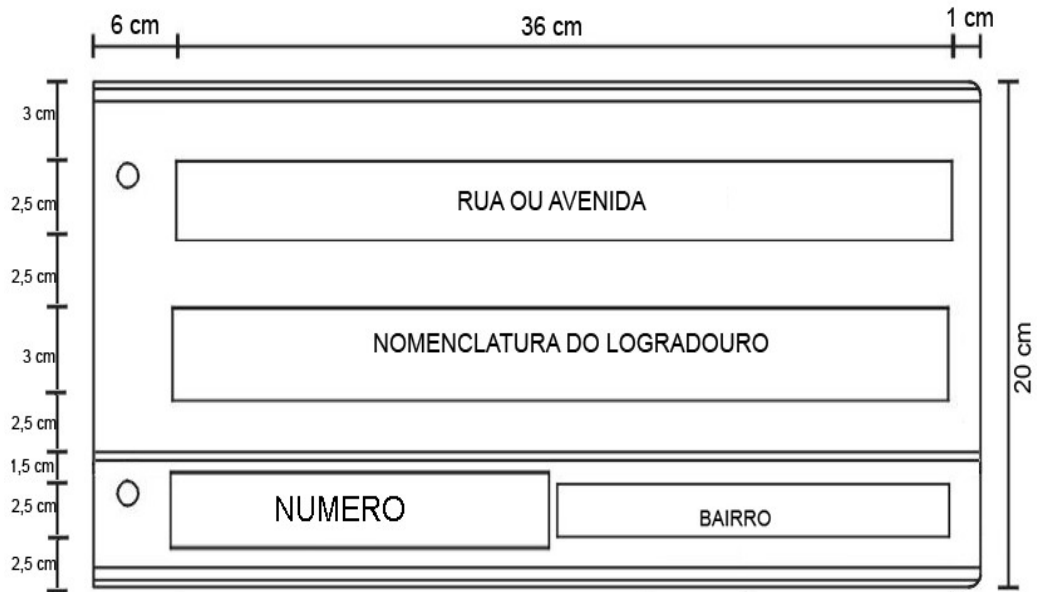 6 cm 36 cm 1 cm
3 cm
2,5 cm
RUA OU AVENIDA
2,5 cm
3 cm
NOMENCLATURA DO LOGRADOURO
20 cm
2,5 cm
1,5 cm
2,5 cm
NUMERO
BAIRRO
2,5 cm